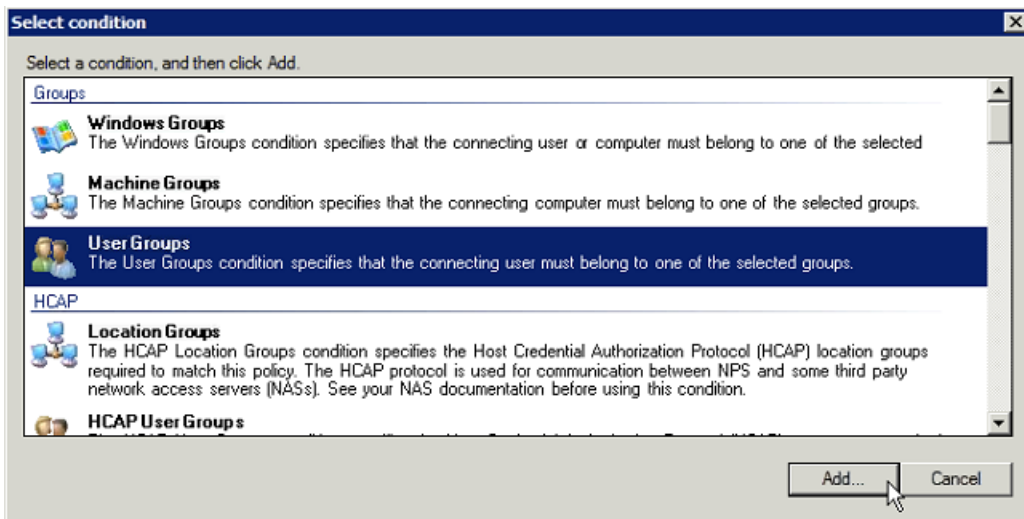 Select condition
Select a condition, and then click Add.
Groups
Windows Groups
The Windows Groups condition specifies that the connecting user or computer must belong to one of the selected
Machine Groups
The Machine Groups condition specifies that the connecting computer must belong to one of the selected groups.
User Groups
The User Groups condition specifies that the connecting user must belong to one of the selected groups.
HCAP
Location Groups
The HCAP Location Groups condition specifies the Host Credential Authorization Protocol (HCAP) location groups
required to match this policy. The HCAP protocol is used for communication between NPS and some third party
network access servers (NASs). See your NAS documentation before using this condition.
HCAP User Groups
Add...
Cancel